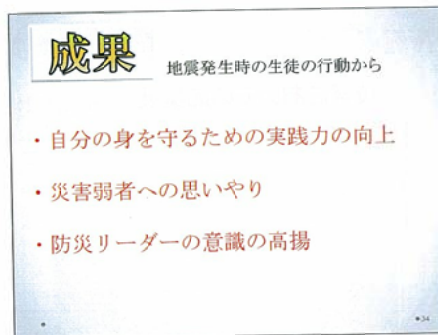 成果 地震発生時の生徒の行動から
・自分の身を守るための実践力の向上
・災害弱者への思いやり
・防災リーダーの意識の高揚
34